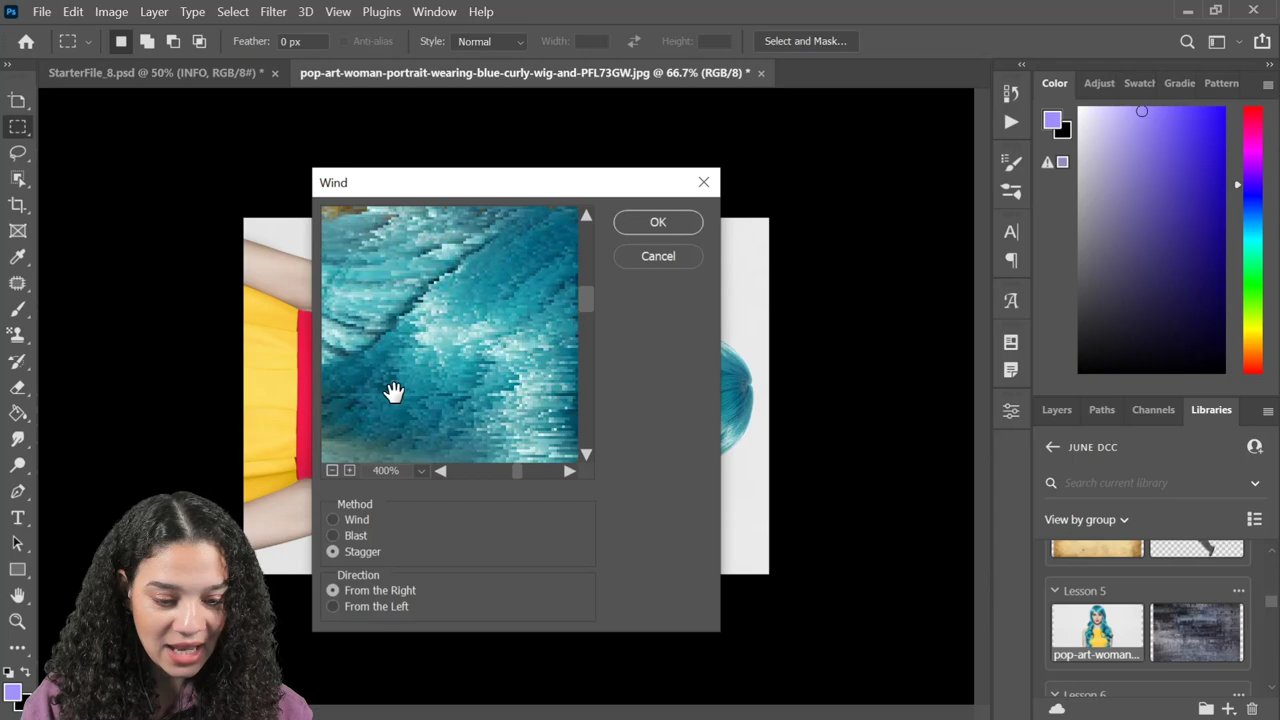 Ps File Edit Image Layer Type Select Filter 3D View Plugins Window Help
Feather: 0 px Anti-alias Style: Normal Width: Height: Select and Mask...
StarterFile_8.psd @ 50% (INFO, RGB/8#) * × pop-art-woman-portrait-wearing-blue-curly-wig-and-PFL73GW.jpg @ 66.7% (RGB/8) * ×
Color Adjust Swatch Gradie Pattern
Wind
OK
Cancel
400%
Method
Wind
Blast
Stagger
Direction
From the Right
From the Left
Layers Paths Channels Libraries
JUNE DCC
Search current library
View by group
Lesson 5
pop-art-woman...
Lesson 6